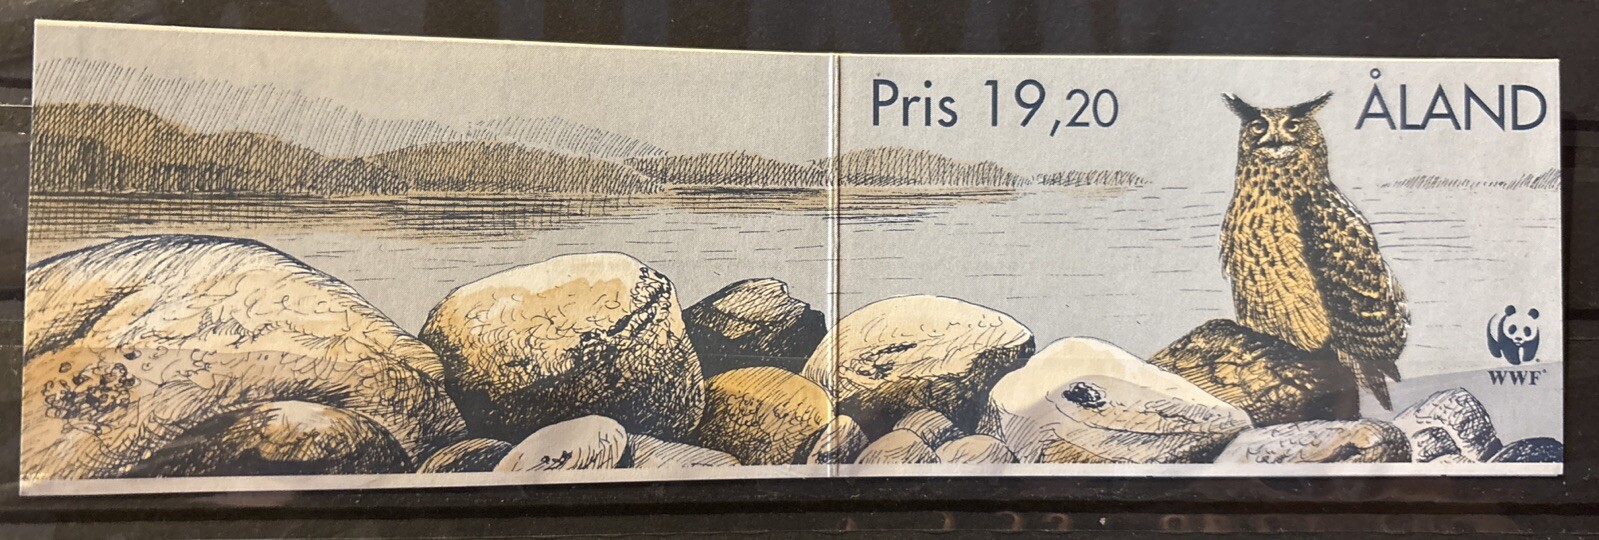 Pris 19,20
ÅLAND
WWF